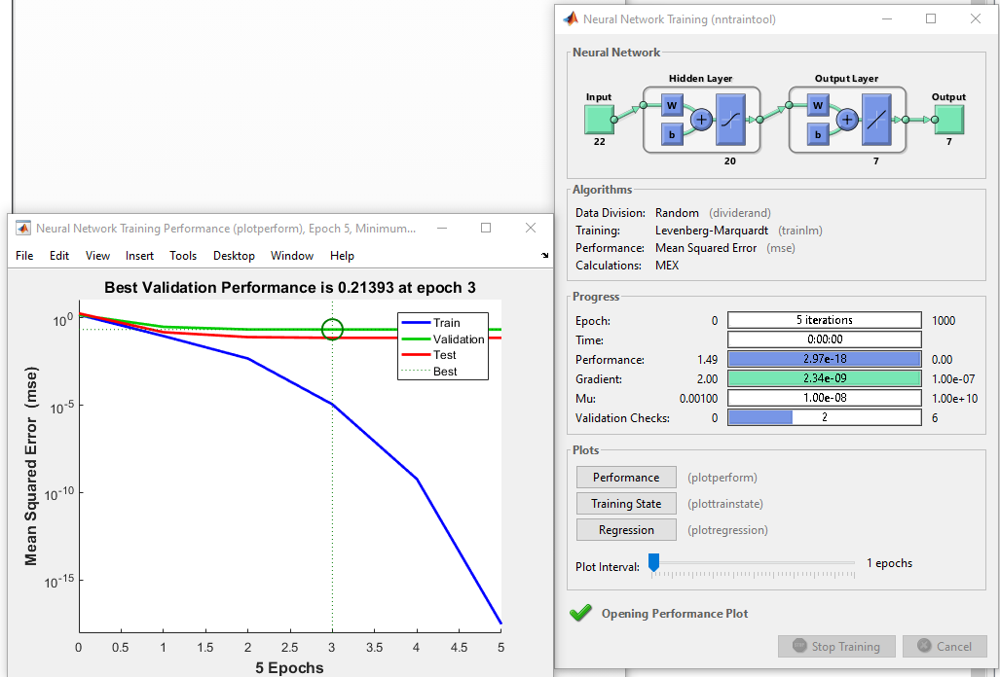 Neural Network Training (nntraintool)
Neural Network
Hidden Layer
Output Layer
Input
W
b
W
b
Output
22
20
7
7
Algorithms
Data Division: Random (dividerand)
Training: Levenberg-Marquardt (trainlm)
Performance: Mean Squared Error (mse)
Calculations: MEX
Progress
Epoch: 0 5 iterations 1000
Time: 0:00:00
Performance: 1.49 2.97e-18 0.00
Gradient: 2.00 2.34e-09 1.00e-07
Mu: 0.00100 1.00e-08 1.00e+10
Validation Checks: 0 2 6
Plots
Performance (plotperform)
Training State (plottrainstate)
Regression (plotregression)
Plot Interval: 1 epochs
Opening Performance Plot
Stop Training Cancel
Neural Network Training Performance (plotperform), Epoch 5, Minimum...
File Edit View Insert Tools Desktop Window Help
Best Validation Performance is 0.21393 at epoch 3
Train
Validation
Test
Best
Mean Squared Error (mse)
10^0
10^-5
10^-10
10^-15
0 0.5 1 1.5 2 2.5 3 3.5 4 4.5 5
5 Epochs